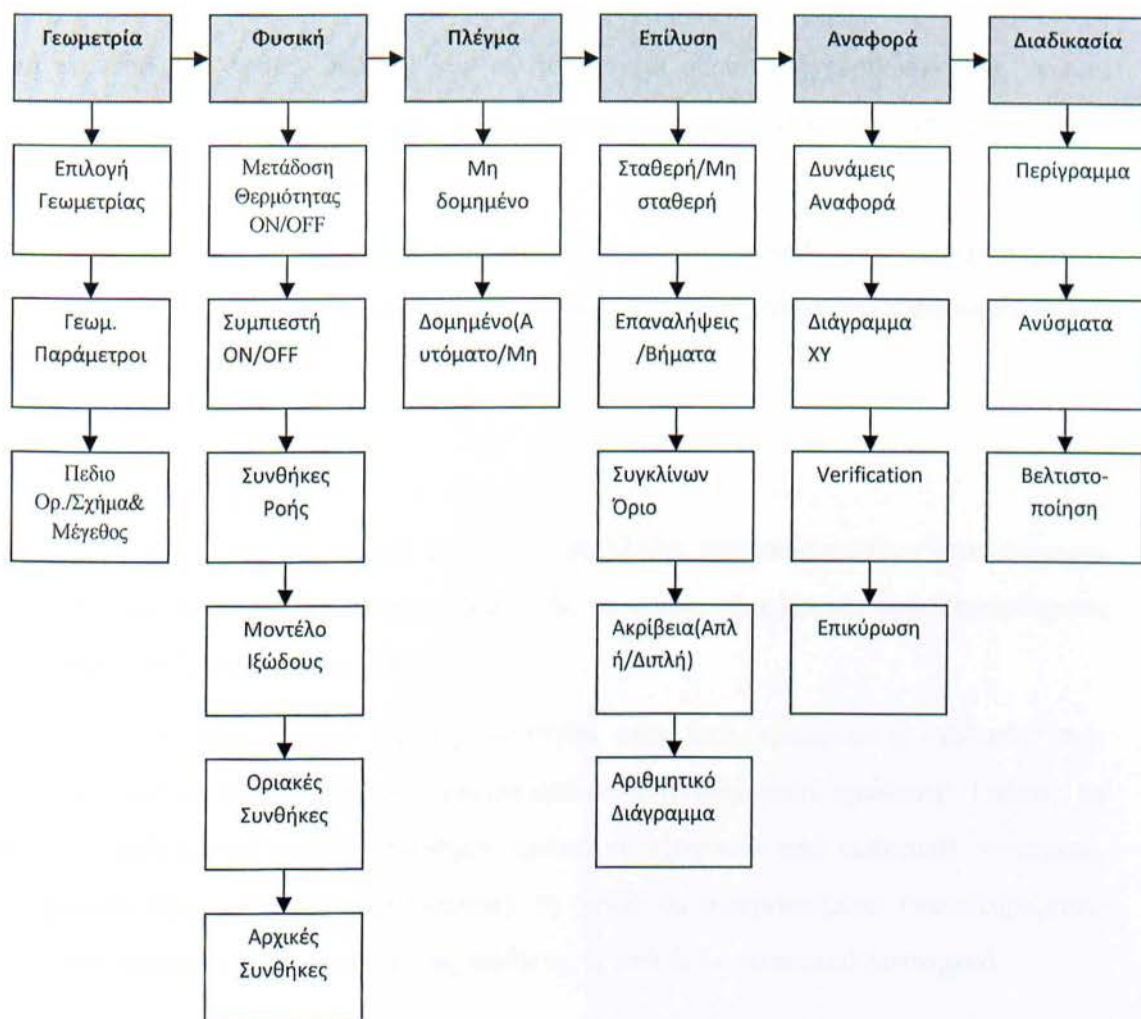 Γεωμετρία
Φυσική
Πλέγμα
Επίλυση
Αναφορά
Διαδικασία
Επιλογή
Γεωμετρίας
Μετάδοση
Θερμότητας
ON/OFF
Μη
δομημένο
Σταθερή/Μη
σταθερή
Δυνάμεις
Αναφορά
Περίγραμμα
Γεωμ.
Παράμετροι
Συμπιεστή
ON/OFF
Δομημένο(Α
υτόματο/Μη
Επαναλήψεις
/Βήματα
Διάγραμμα
XY
Ανύσματα
Πεδιο
Ορ./Σχήμα&
Μέγεθος
Συνθήκες
Ροής
Συγκλίνων
Όριο
Verification
Βελτιστο-
ποίηση
Μοντέλο
Ιξώδους
Ακρίβεια(Απλ
ή/Διπλή)
Επικύρωση
Οριακές
Συνθήκες
Αριθμητικό
Διάγραμμα
Αρχικές
Συνθήκες